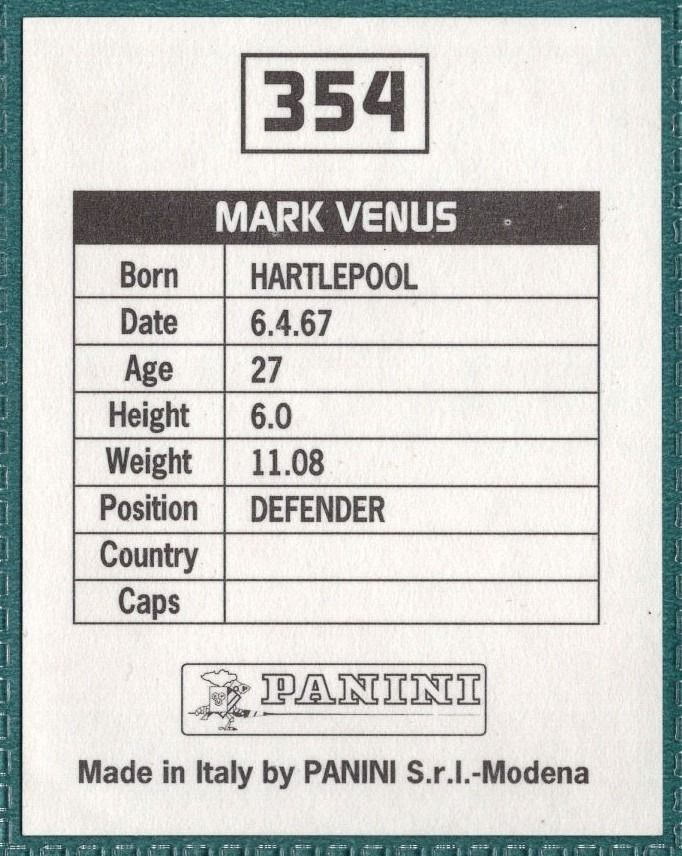 354
MARK VENUS
Born HARTLEPOOL
Date 6.4.67
Age 27
Height 6.0
Weight 11.08
Position DEFENDER
Country
Caps
PANINI
Made in Italy by PANINI S.r.l.-Modena